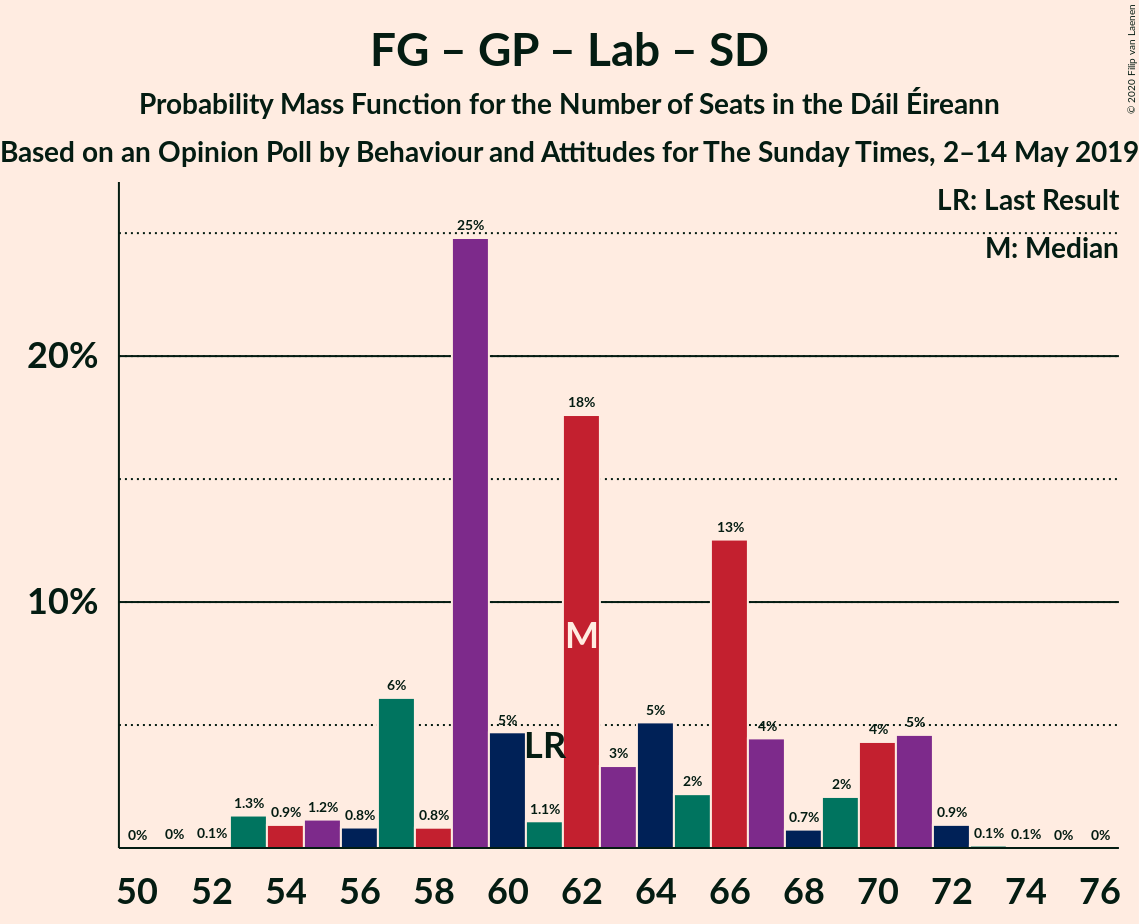 FG – GP – Lab – SD
Probability Mass Function for the Number of Seats in the Dáil Éireann
Based on an Opinion Poll by Behaviour and Attitudes for The Sunday Times, 2–14 May 2019
© 2020 Filip van Laenen
LR: Last Result
M: Median
20%
10%
0% 0% 0.1% 1.3% 0.9% 1.2% 0.8% 6% 0.8% 25% 5% 1.1% 18% 3% 5% 2% 13% 4% 0.7% 2% 4% 5% 0.9% 0.1% 0.1% 0% 0%
LR
M
50 52 54 56 58 60 62 64 66 68 70 72 74 76